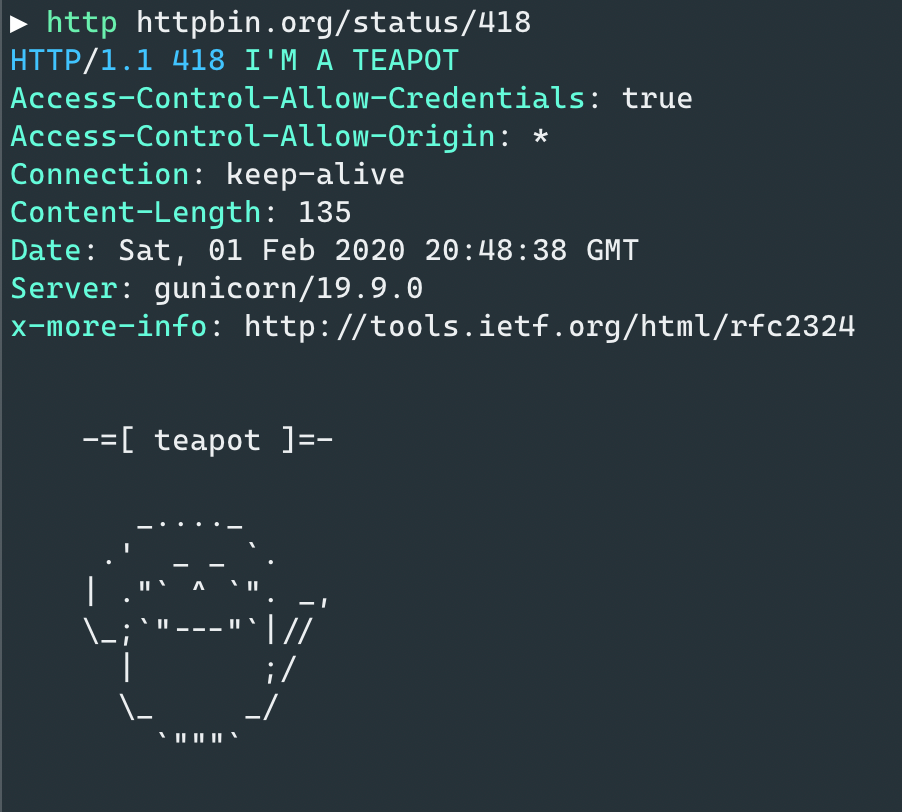 ▶ http httpbin.org/status/418
HTTP/1.1 418 I'M A TEAPOT
Access-Control-Allow-Credentials: true
Access-Control-Allow-Origin: *
Connection: keep-alive
Content-Length: 135
Date: Sat, 01 Feb 2020 20:48:38 GMT
Server: gunicorn/19.9.0
x-more-info: http://tools.ietf.org/html/rfc2324

    -=[ teapot ]=-

       _...._
     .'  _ _ `.
    | ."` ^ `". _,
    \_;`"---"`|//
      |       ;/
      \_     _/
        `"""`